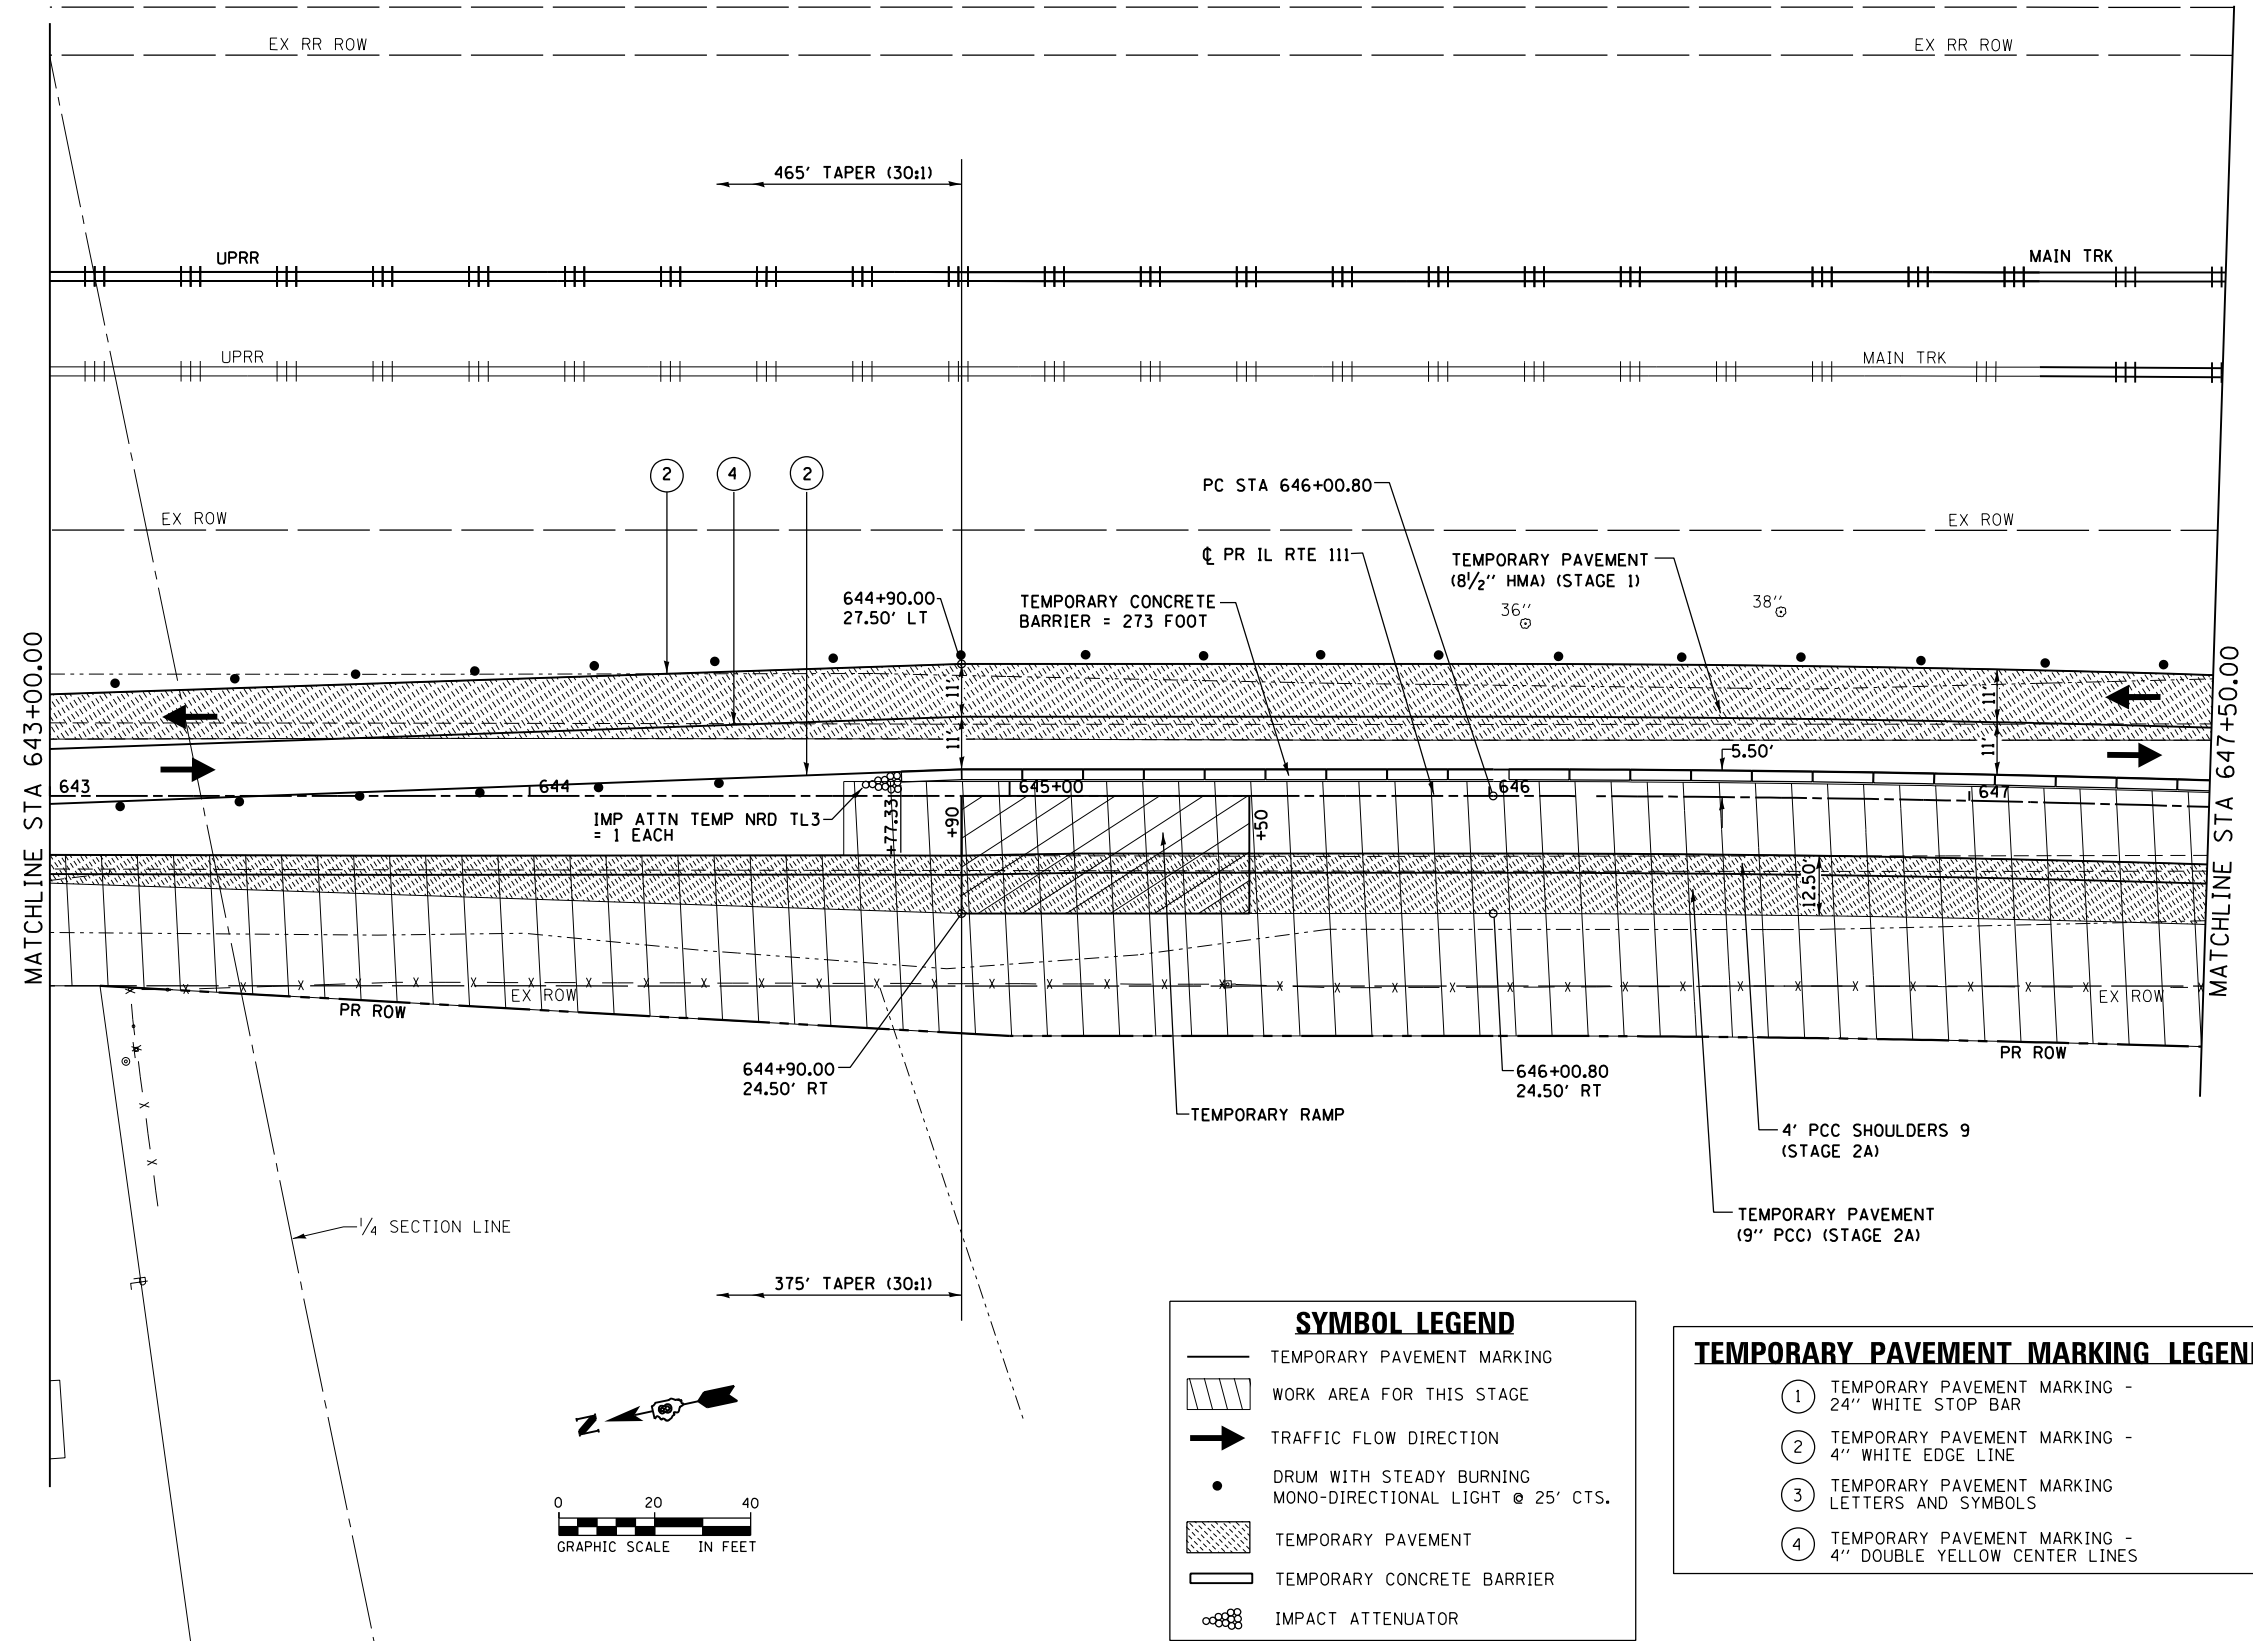 EX RR ROW
EX RR ROW
465' TAPER (30:1)
UPRR
MAIN TRK
UPRR
MAIN TRK
2
4
2
PC STA 646+00.80
EX ROW
EX ROW
℄ PR IL RTE 111
TEMPORARY PAVEMENT
(8½'' HMA) (STAGE 1)
644+90.00
27.50' LT
TEMPORARY CONCRETE
BARRIER = 273 FOOT
36''
38''
MATCHLINE STA 643+00.00
MATCHLINE STA 647+50.00
11'
11'
11'
11'
5.50'
643
644
645+00
646
647
IMP ATTN TEMP NRD TL3
= 1 EACH
+77.33
+90
+50
12.50'
EX ROW
EX ROW
PR ROW
PR ROW
644+90.00
24.50' RT
646+00.80
24.50' RT
TEMPORARY RAMP
4' PCC SHOULDERS 9
(STAGE 2A)
TEMPORARY PAVEMENT
(9'' PCC) (STAGE 2A)
¼ SECTION LINE
375' TAPER (30:1)
N
0 20 40
GRAPHIC SCALE IN FEET
SYMBOL LEGEND
TEMPORARY PAVEMENT MARKING
WORK AREA FOR THIS STAGE
TRAFFIC FLOW DIRECTION
DRUM WITH STEADY BURNING
MONO-DIRECTIONAL LIGHT @ 25' CTS.
TEMPORARY PAVEMENT
TEMPORARY CONCRETE BARRIER
IMPACT ATTENUATOR
TEMPORARY PAVEMENT MARKING LEGEN
1 TEMPORARY PAVEMENT MARKING -
24'' WHITE STOP BAR
2 TEMPORARY PAVEMENT MARKING -
4'' WHITE EDGE LINE
3 TEMPORARY PAVEMENT MARKING
LETTERS AND SYMBOLS
4 TEMPORARY PAVEMENT MARKING -
4'' DOUBLE YELLOW CENTER LINES